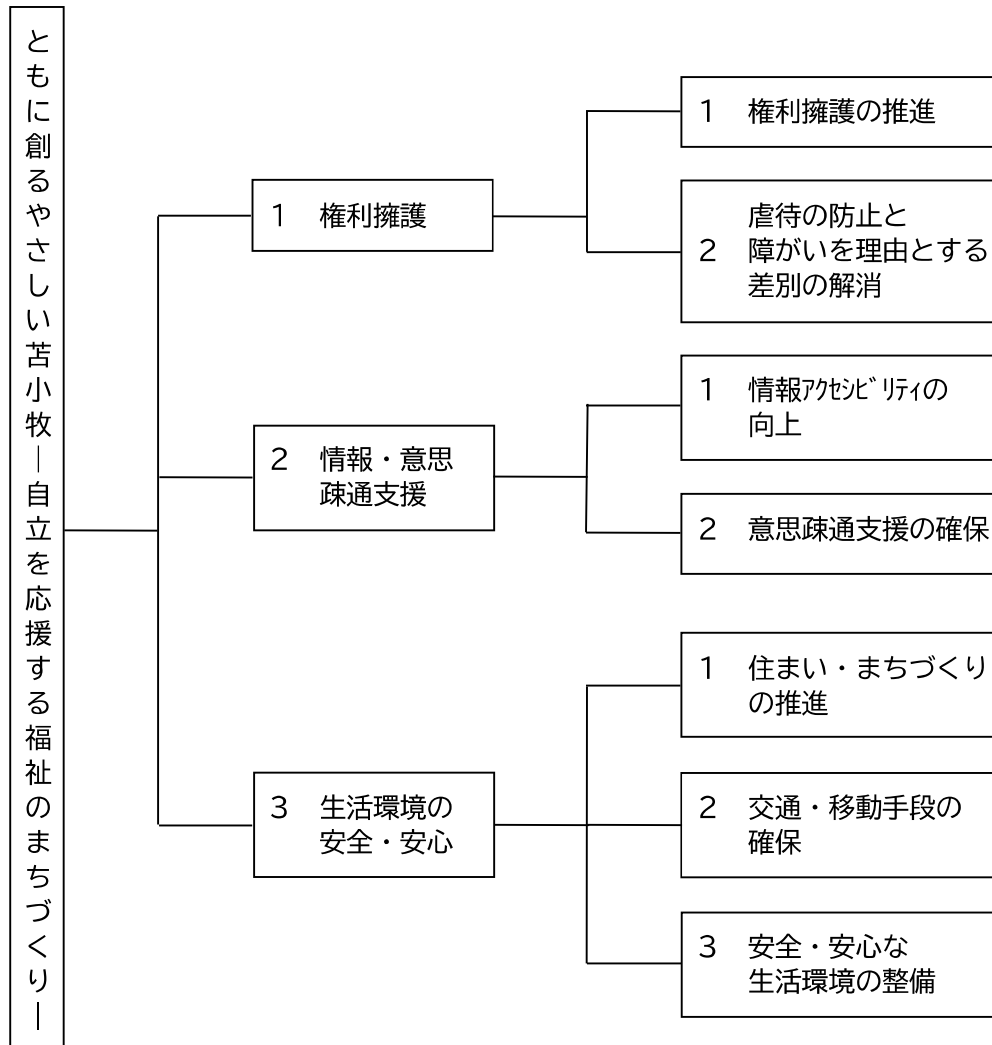 ともに創るやさしい苫小牧―自立を応援する福祉のまちづくり―
1 権利擁護
1 権利擁護の推進
2 虐待の防止と
障がいを理由とする
差別の解消
2 情報・意思
疎通支援
1 情報ｱｸｾｼﾋﾞﾘﾃｨの
向上
2 意思疎通支援の確保
3 生活環境の
安全・安心
1 住まい・まちづくり
の推進
2 交通・移動手段の
確保
3 安全・安心な
生活環境の整備